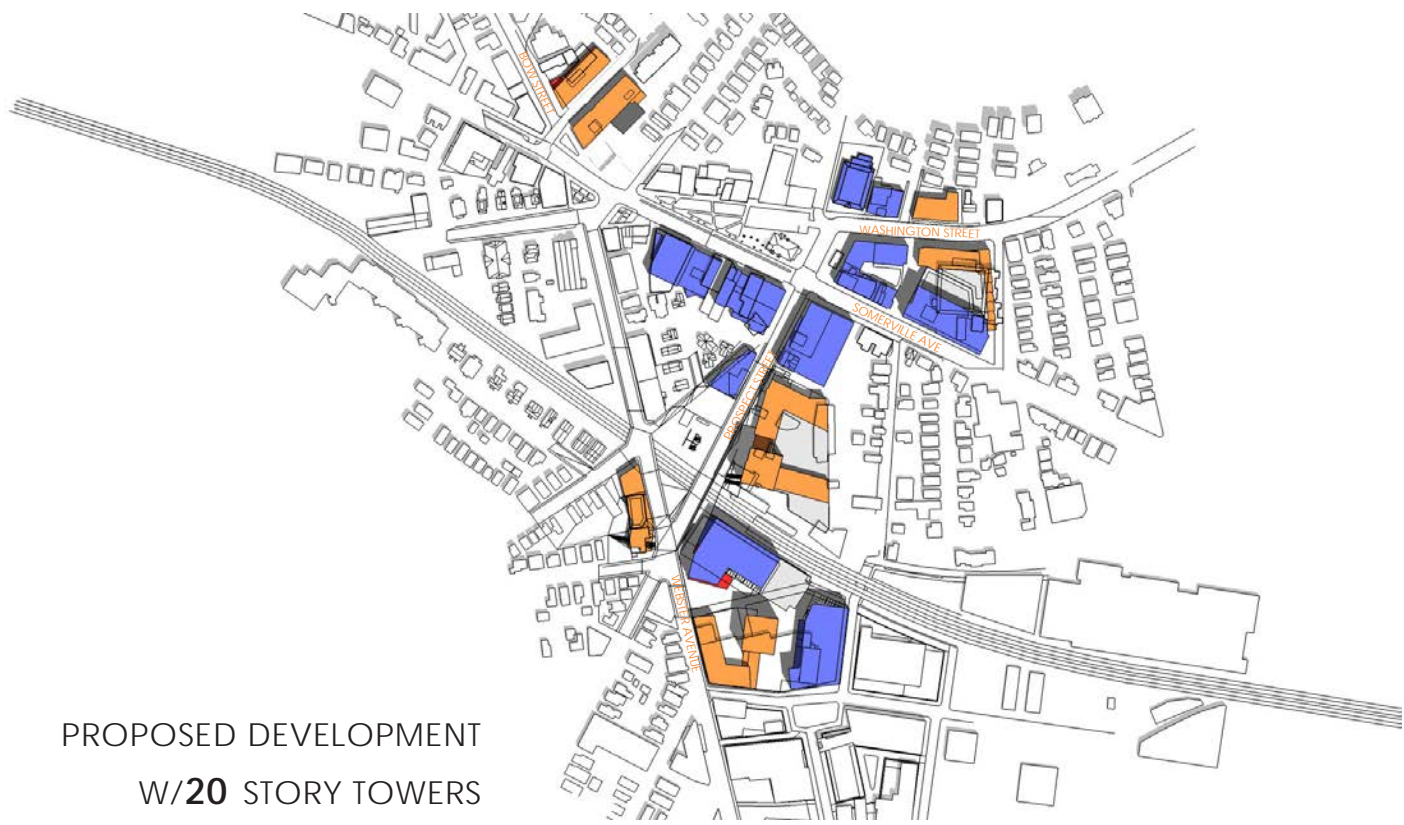 BOW STREET
WASHINGTON STREET
SOMERVILLE AVE
PROSPECT STREET
WEBSTER AVENUE
PROPOSED DEVELOPMENT
W/20 STORY TOWERS